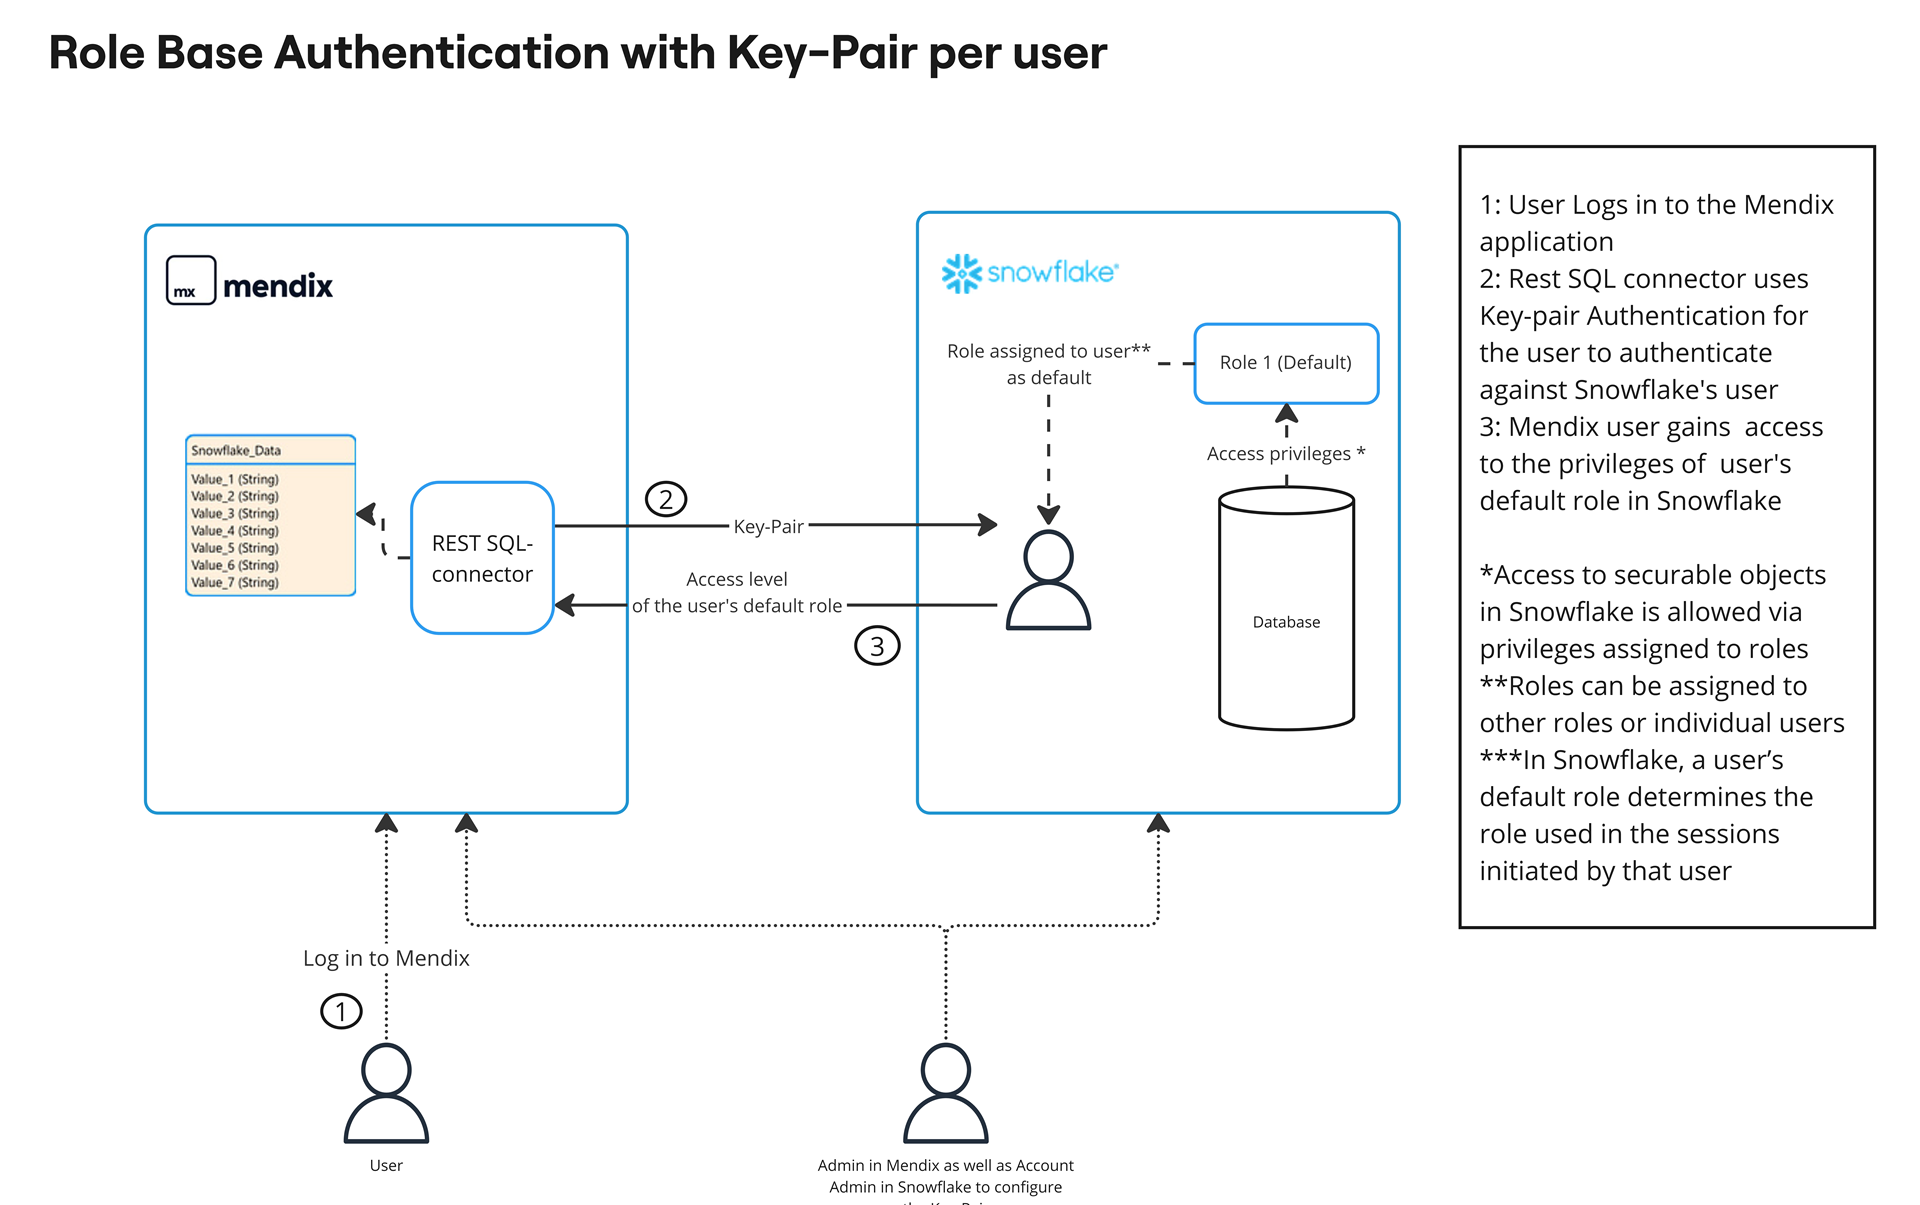 Role Base Authentication with Key-Pair per user
mx mendix
snowflake®
Role assigned to user**
as default
Role 1 (Default)
Access privileges *
Database
Snowflake_Data
Value_1 (String)
Value_2 (String)
Value_3 (String)
Value_4 (String)
Value_5 (String)
Value_6 (String)
Value_7 (String)
REST SQL-
connector
2
Key-Pair
Access level
of the user's default role
3
Log in to Mendix
1
User
Admin in Mendix as well as Account
Admin in Snowflake to configure
1: User Logs in to the Mendix
application
2: Rest SQL connector uses
Key-pair Authentication for
the user to authenticate
against Snowflake's user
3: Mendix user gains  access
to the privileges of  user's
default role in Snowflake
*Access to securable objects
in Snowflake is allowed via
privileges assigned to roles
**Roles can be assigned to
other roles or individual users
***In Snowflake, a user’s
default role determines the
role used in the sessions
initiated by that user